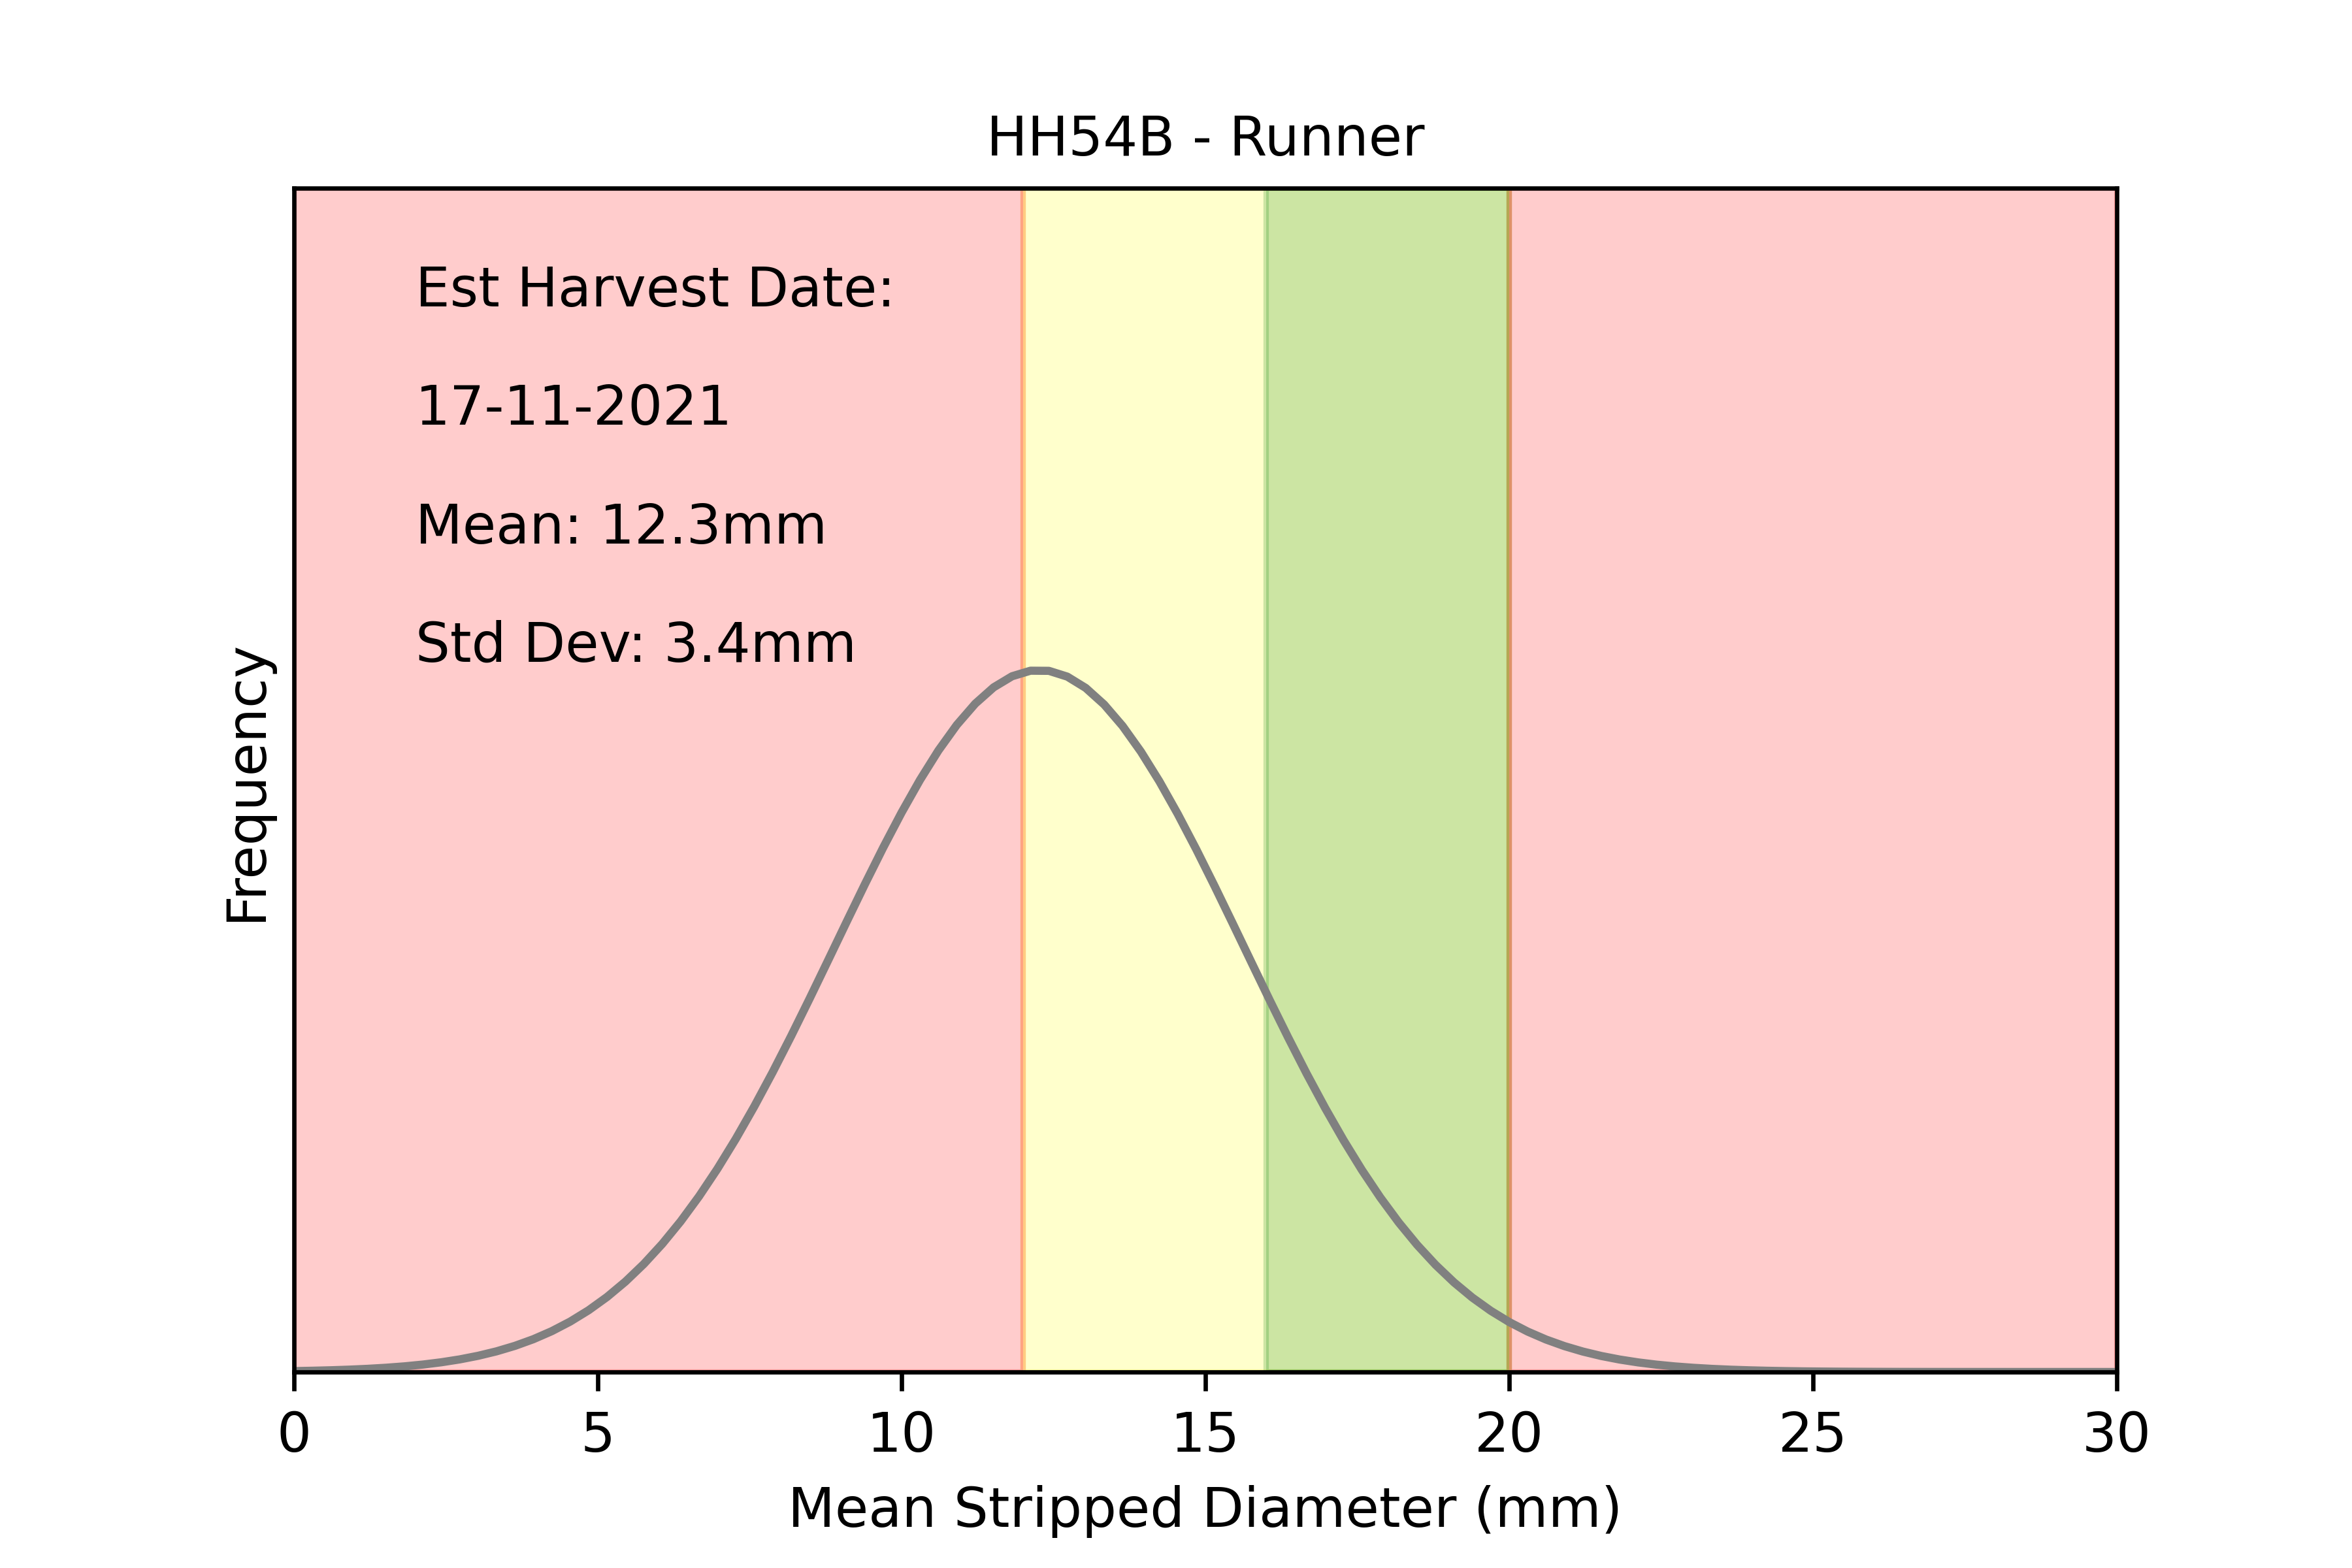 HH54B - Runner
Est Harvest Date:
17-11-2021
Mean: 12.3mm
Std Dev: 3.4mm
Frequency
0 5 10 15 20 25 30
Mean Stripped Diameter (mm)